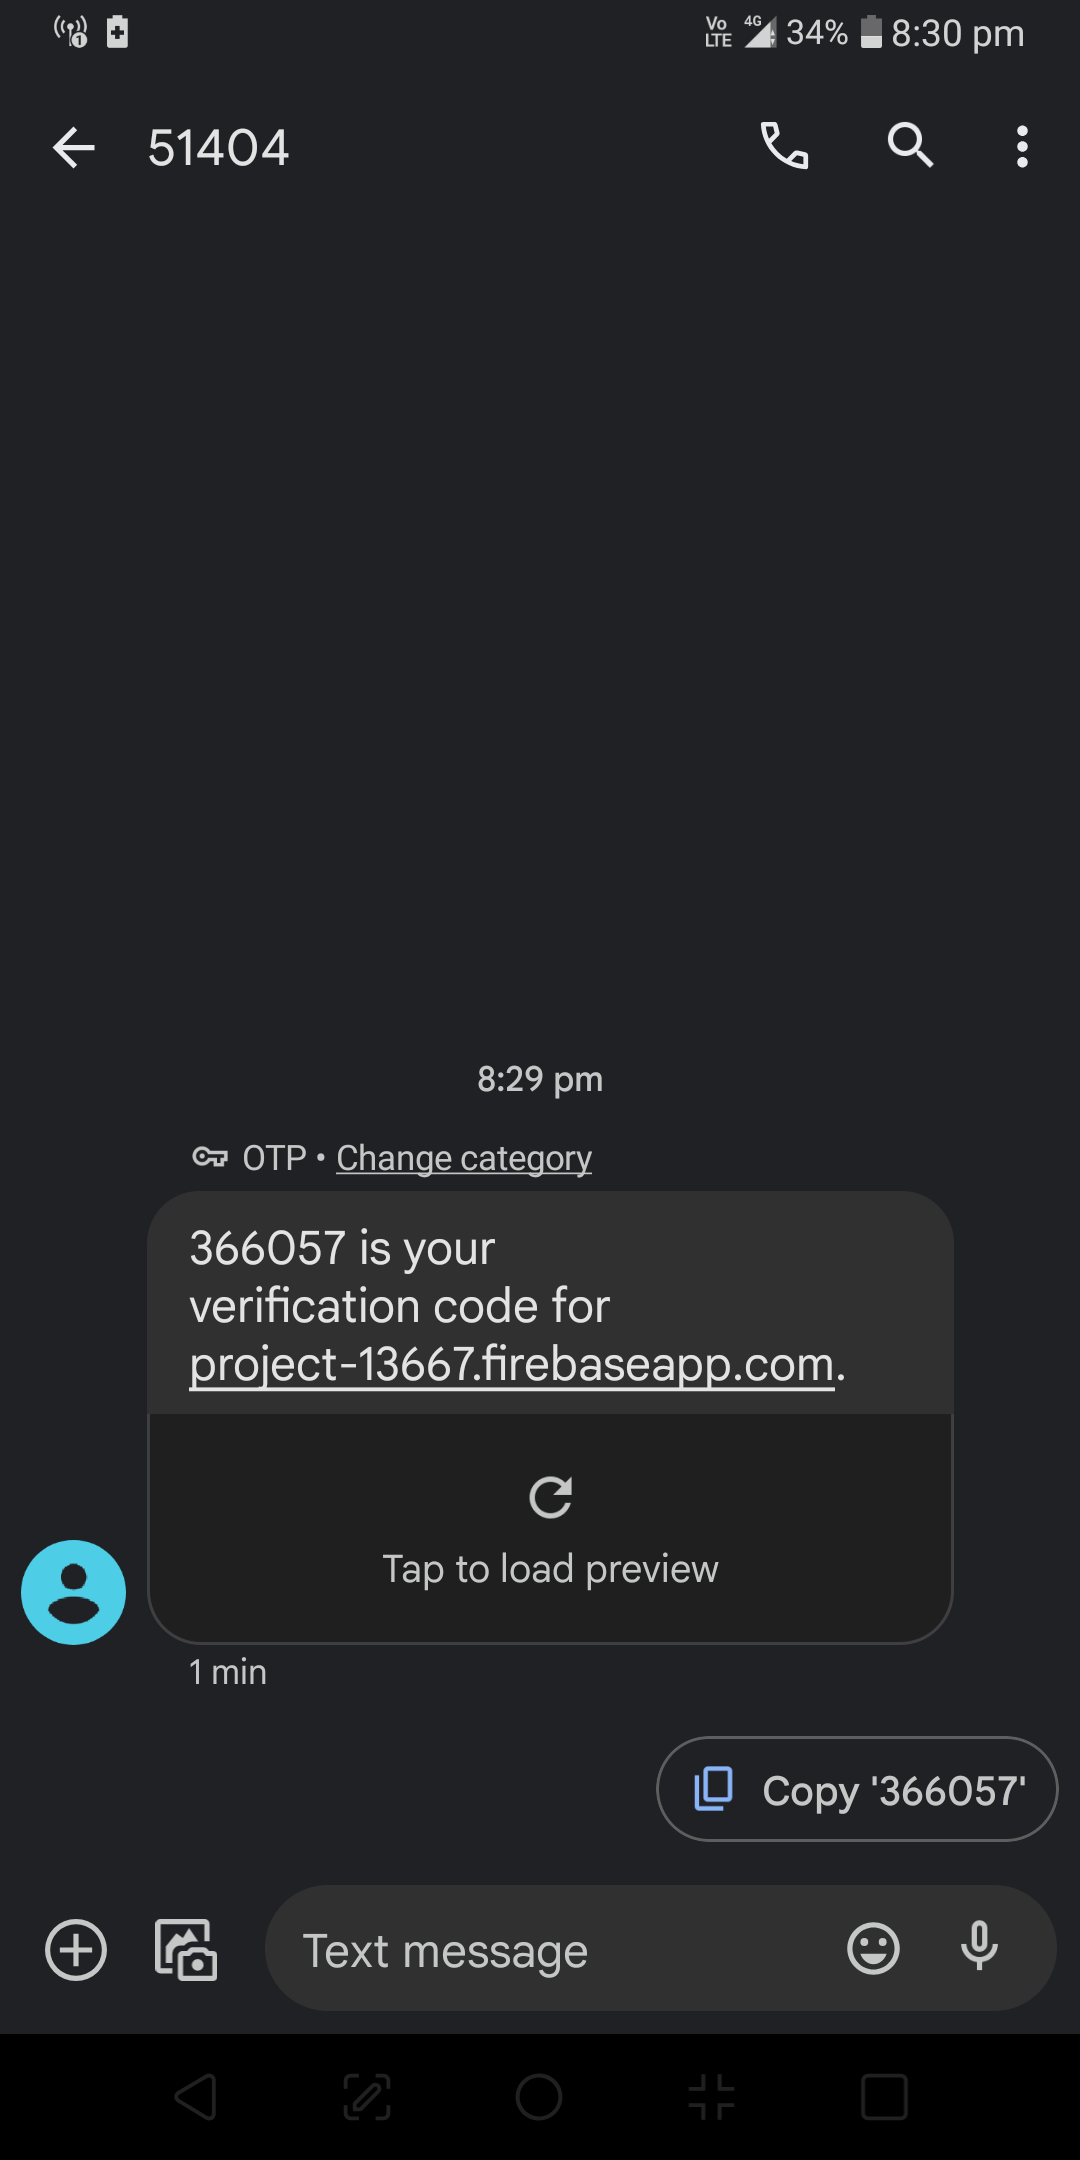 Vo LTE 4G 34% 8:30 pm
51404
8:29 pm
OTP • Change category
366057 is your
verification code for
project-13667.firebaseapp.com.
Tap to load preview
1 min
Copy '366057'
Text message